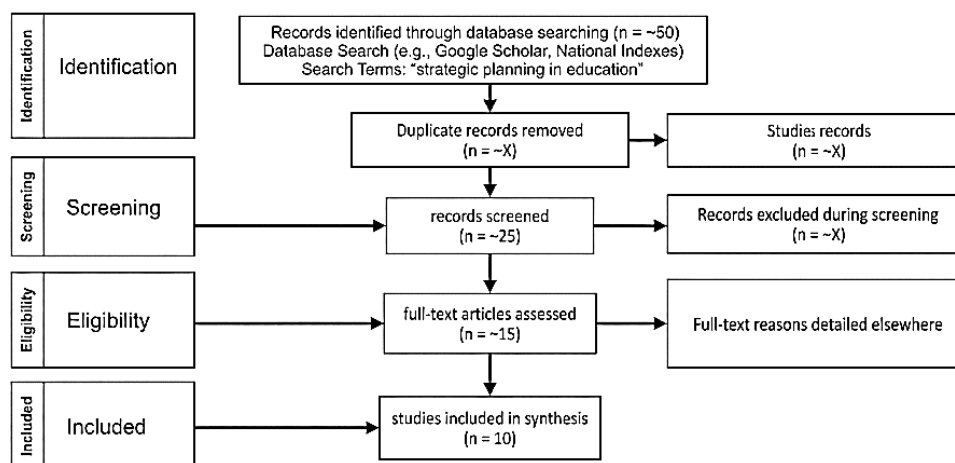 Identification
Identification
Records identified through database searching (n = ~50)
Database Search (e.g., Google Scholar, National Indexes)
Search Terms: “strategic planning in education”
Duplicate records removed
(n = ~X)
Studies records
(n = ~X)
Screening
Screening
records screened
(n = ~25)
Records excluded during screening
(n = ~X)
Eligibility
Eligibility
full-text articles assessed
(n = ~15)
Full-text reasons detailed elsewhere
Included
Included
studies included in synthesis
(n = 10)